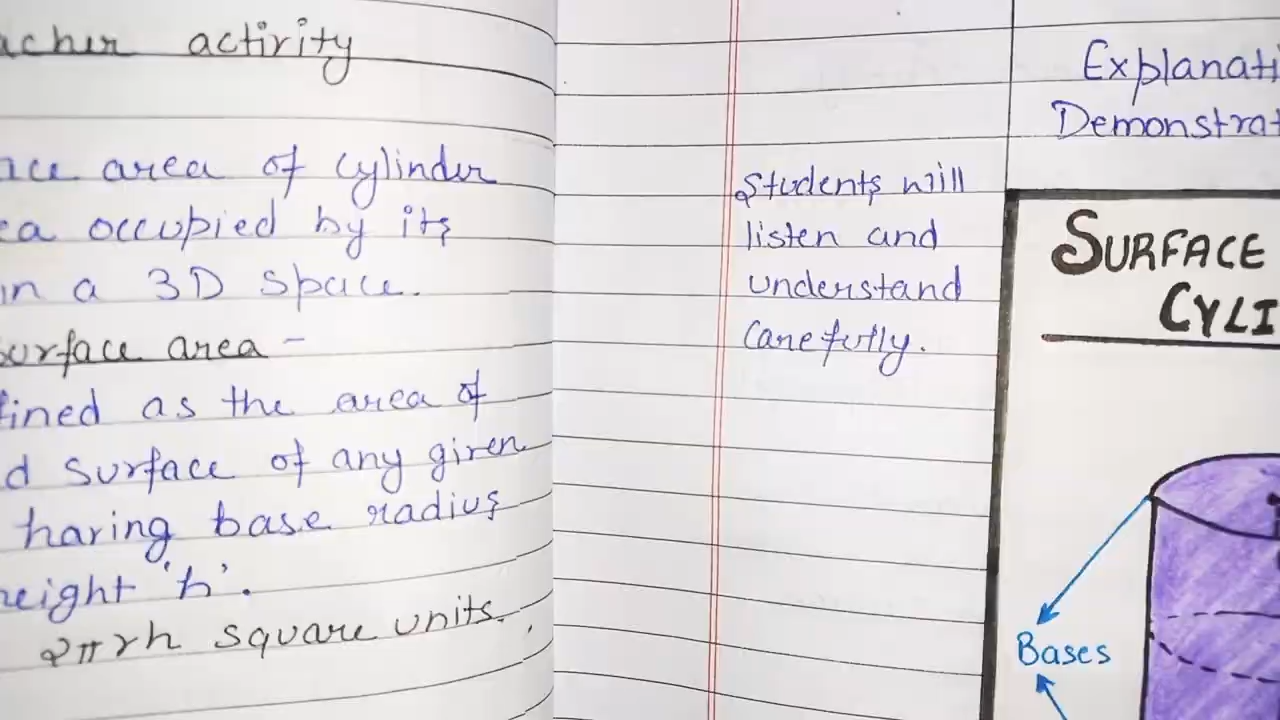 acher activity
ace area of cylinder
ea occupied by its
in a 3D space.
surface area -
fined as the area of
d surface of any given
having base radius
height 'h'.
2πrh square units.
Students will
listen and
understand
carefully.
Explanati
Demonstrat
SURFACE
CYLI
Bases